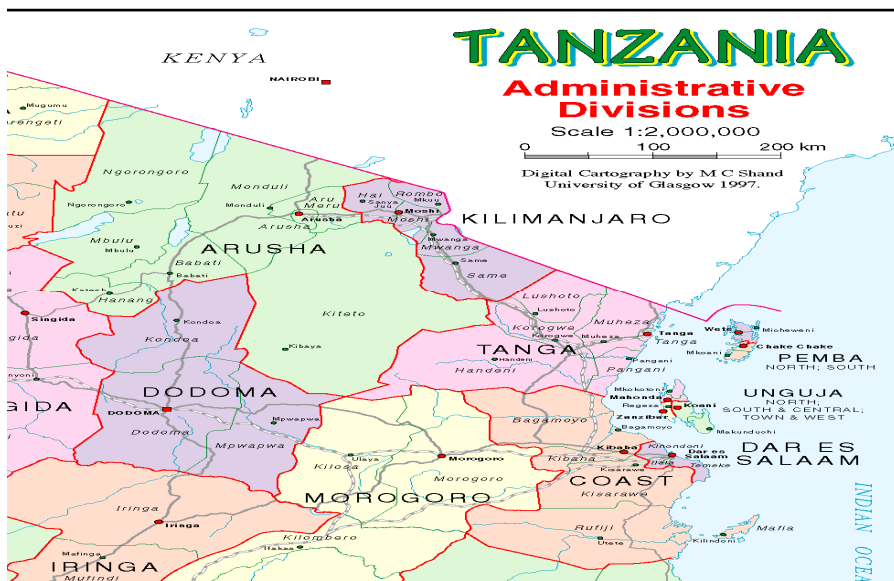 TANZANIA
Administrative
Divisions
Scale 1:2,000,000
0 100 200 km
Digital Cartography by M C Shand
University of Glasgow 1997.
KENYA
NAIROBI
Mugumu
Ngorongoro
Ngorongoro
Monduli
Monduli
Aru
Meru
Arusha
Arusha
Hai
Sanya
Juu
Rombo
Mkuu
Moshi
Moshi
KILIMANJARO
Mbulu
Mbulu
ARUSHA
Mwanga
Mwanga
Same
Same
Babati
Babati
Hanang
Singida
Kondoa
Kondoa
Kiteto
Kibaya
Lushoto
Lushoto
Korogwe
Korogwe
Muheza
Muheza
Tanga
Tanga
TANGA
Handeni
Handeni
Pangani
Pangani
Wete
Micheweni
Chake Chake
Mkoani
PEMBA
NORTH; SOUTH
DODOMA
DODOMA
Dodoma
Mpwapwa
Mpwapwa
GIDA
Mkokotoni
Mahonda
Koani
Zanzibar
Makunduchi
UNGUJA
NORTH;
SOUTH & CENTRAL;
TOWN & WEST
Bagamoyo
Bagamoyo
Kibaha
Kibaha
Kinondoni
Dar es
Salaam
Ilala
Temeke
DAR ES
SALAAM
Kisarawe
COAST
Kisarawe
Ulaya
Kilosa
Morogoro
Morogoro
MOROGORO
Iringa
Iringa
IRINGA
Mafinga
Mufindi
Kilombero
Ifakaa
Rufiji
Utete
Kilindoni
Mafia
INDIAN OCEA